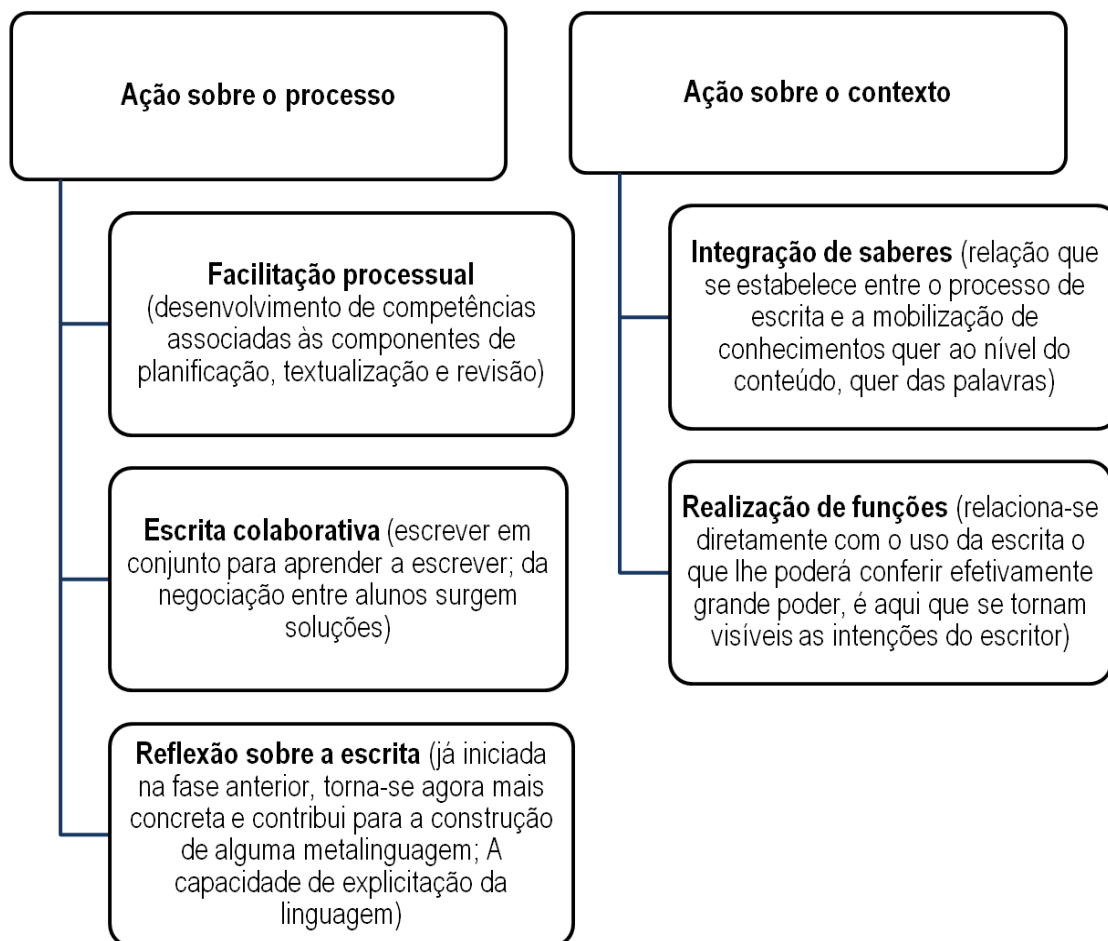 Ação sobre o processo
Facilitação processual
(desenvolvimento de competências
associadas às componentes de
planificação, textualização e revisão)
Escrita colaborativa (escrever em
conjunto para aprender a escrever; da
negociação entre alunos surgem
soluções)
Reflexão sobre a escrita (já iniciada
na fase anterior, torna-se agora mais
concreta e contribui para a construção
de alguma metalinguagem; A
capacidade de explicitação da
linguagem)
Ação sobre o contexto
Integração de saberes (relação que
se estabelece entre o processo de
escrita e a mobilização de
conhecimentos quer ao nível do
conteúdo, quer das palavras)
Realização de funções (relaciona-se
diretamente com o uso da escrita o
que lhe poderá conferir efetivamente
grande poder, é aqui que se tornam
visíveis as intenções do escritor)